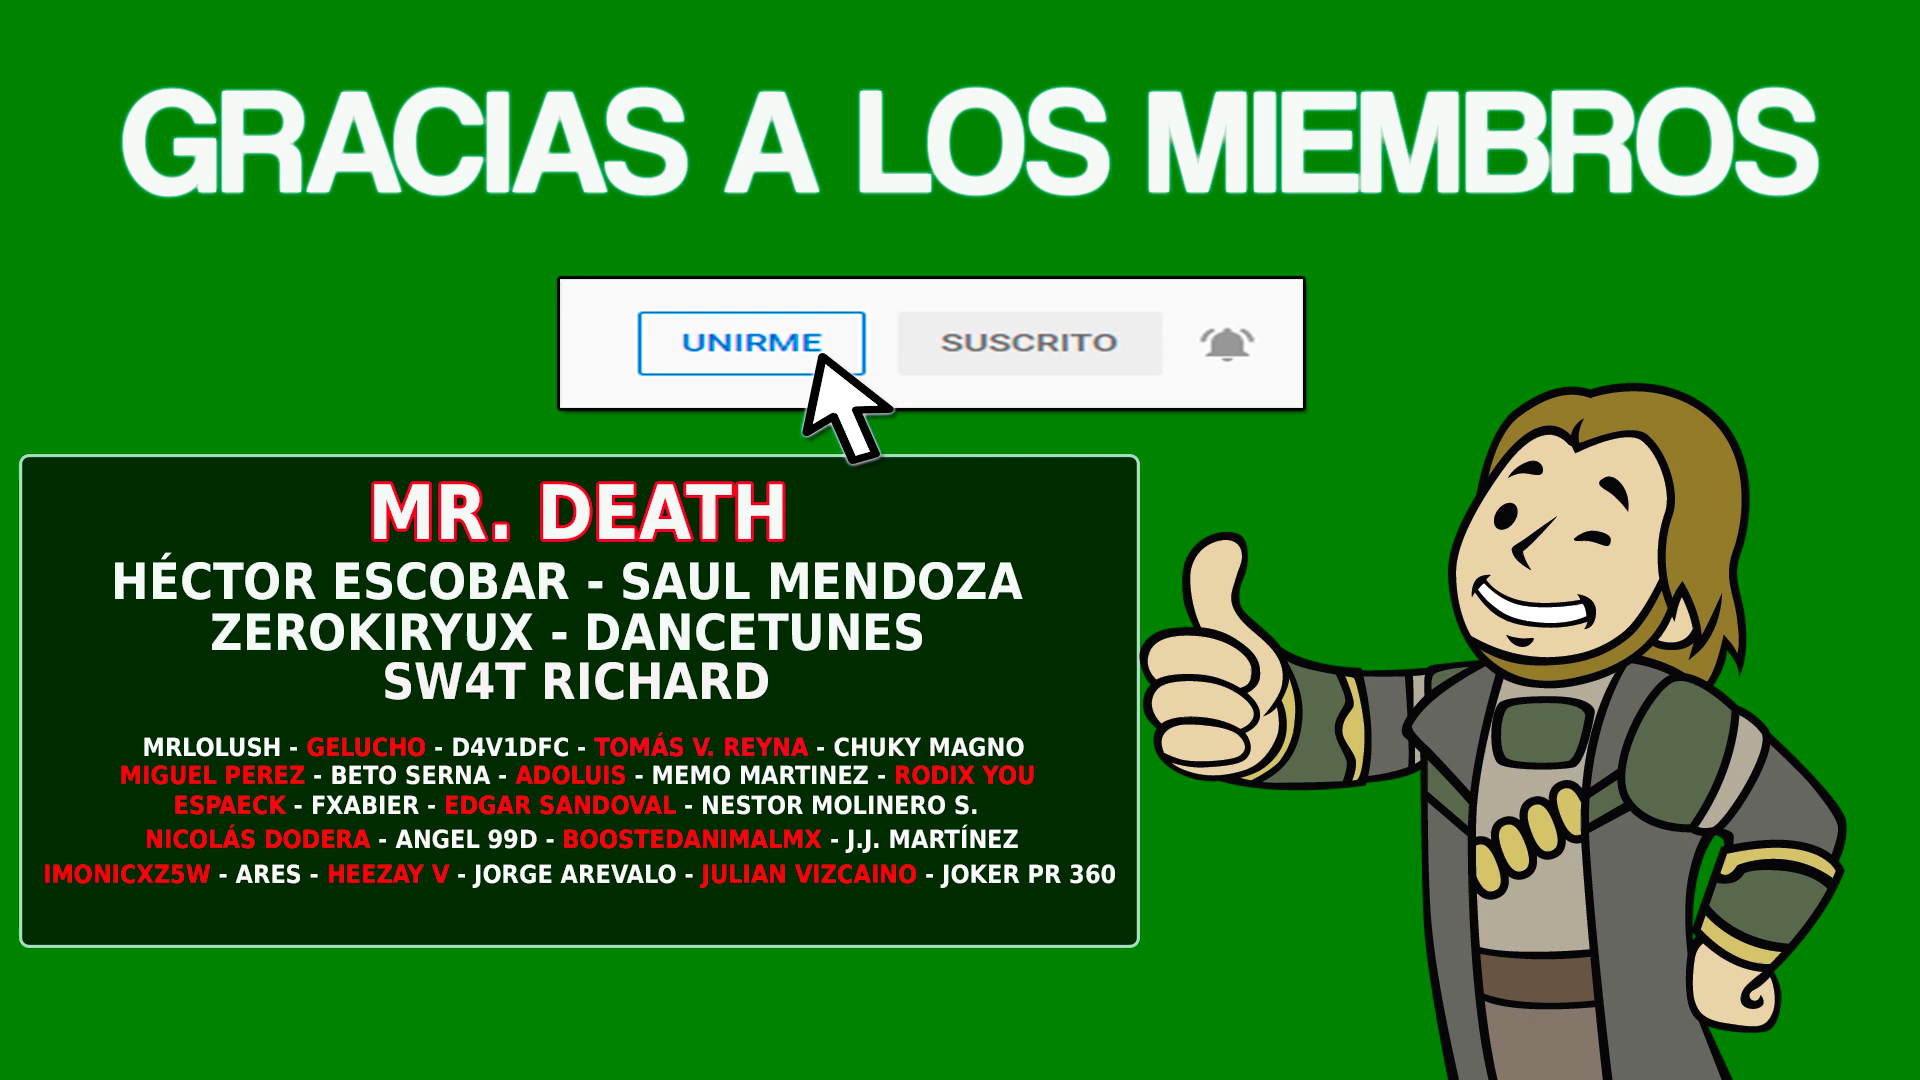 GRACIAS A LOS MIEMBROS
UNIRME SUSCRITO
MR. DEATH
HÉCTOR ESCOBAR - SAUL MENDOZA
ZEROKIRYUX - DANCETUNES
SW4T RICHARD
MRLOLUSH - GELUCHO - D4V1DFC - TOMÁS V. REYNA - CHUKY MAGNO
MIGUEL PEREZ - BETO SERNA - ADOLUIS - MEMO MARTINEZ - RODIX YOU
ESPAECK - FXABIER - EDGAR SANDOVAL - NESTOR MOLINERO S.
NICOLÁS DODERA - ANGEL 99D - BOOSTEDANIMALMX - J.J. MARTÍNEZ
IMONICXZ5W - ARES - HEEZAY V - JORGE AREVALO - JULIAN VIZCAINO - JOKER PR 360